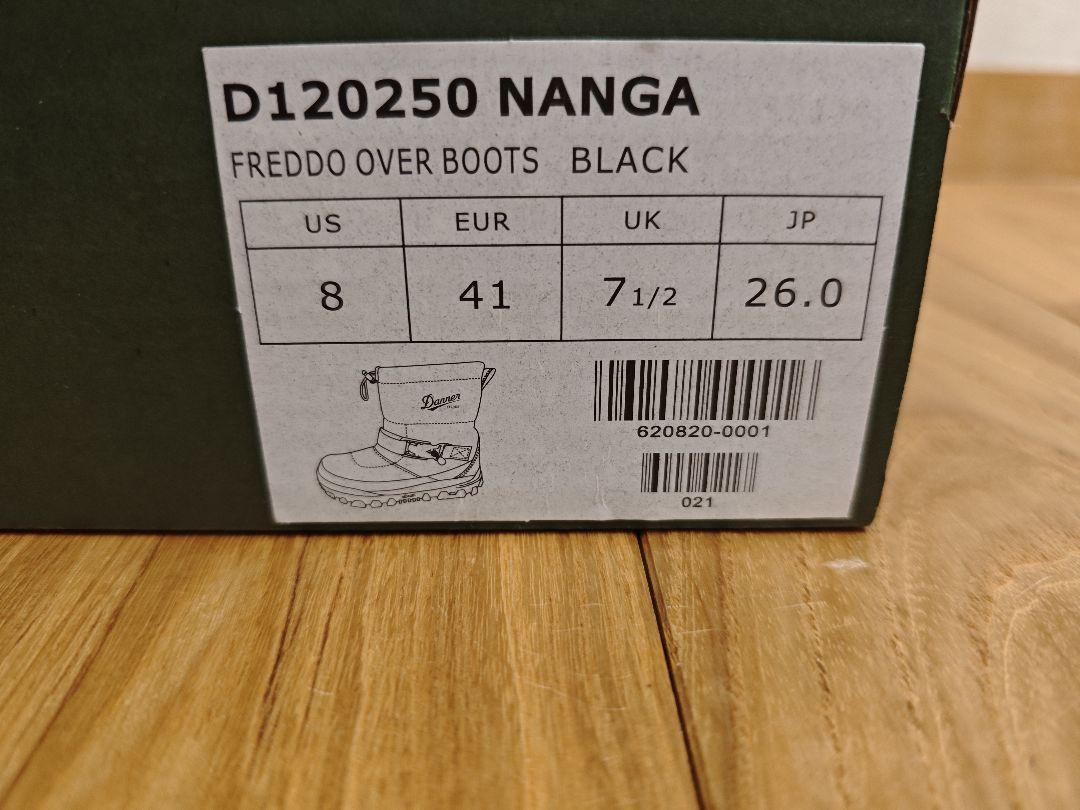 D120250 NANGA
FREDDO OVER BOOTS BLACK
US EUR UK JP
8 41 7 1/2 26.0
Danner
620820-0001
021